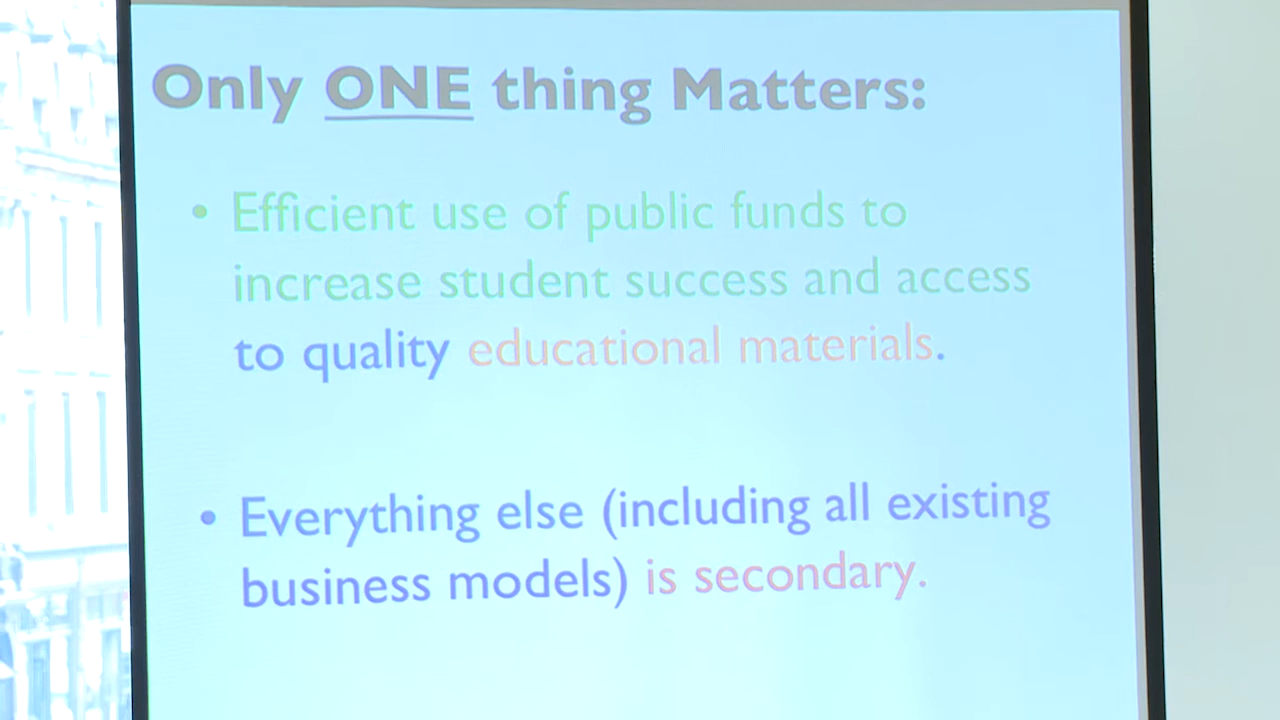 Only ONE thing Matters:
• Efficient use of public funds to
increase student success and access
to quality educational materials.
• Everything else (including all existing
business models) is secondary.